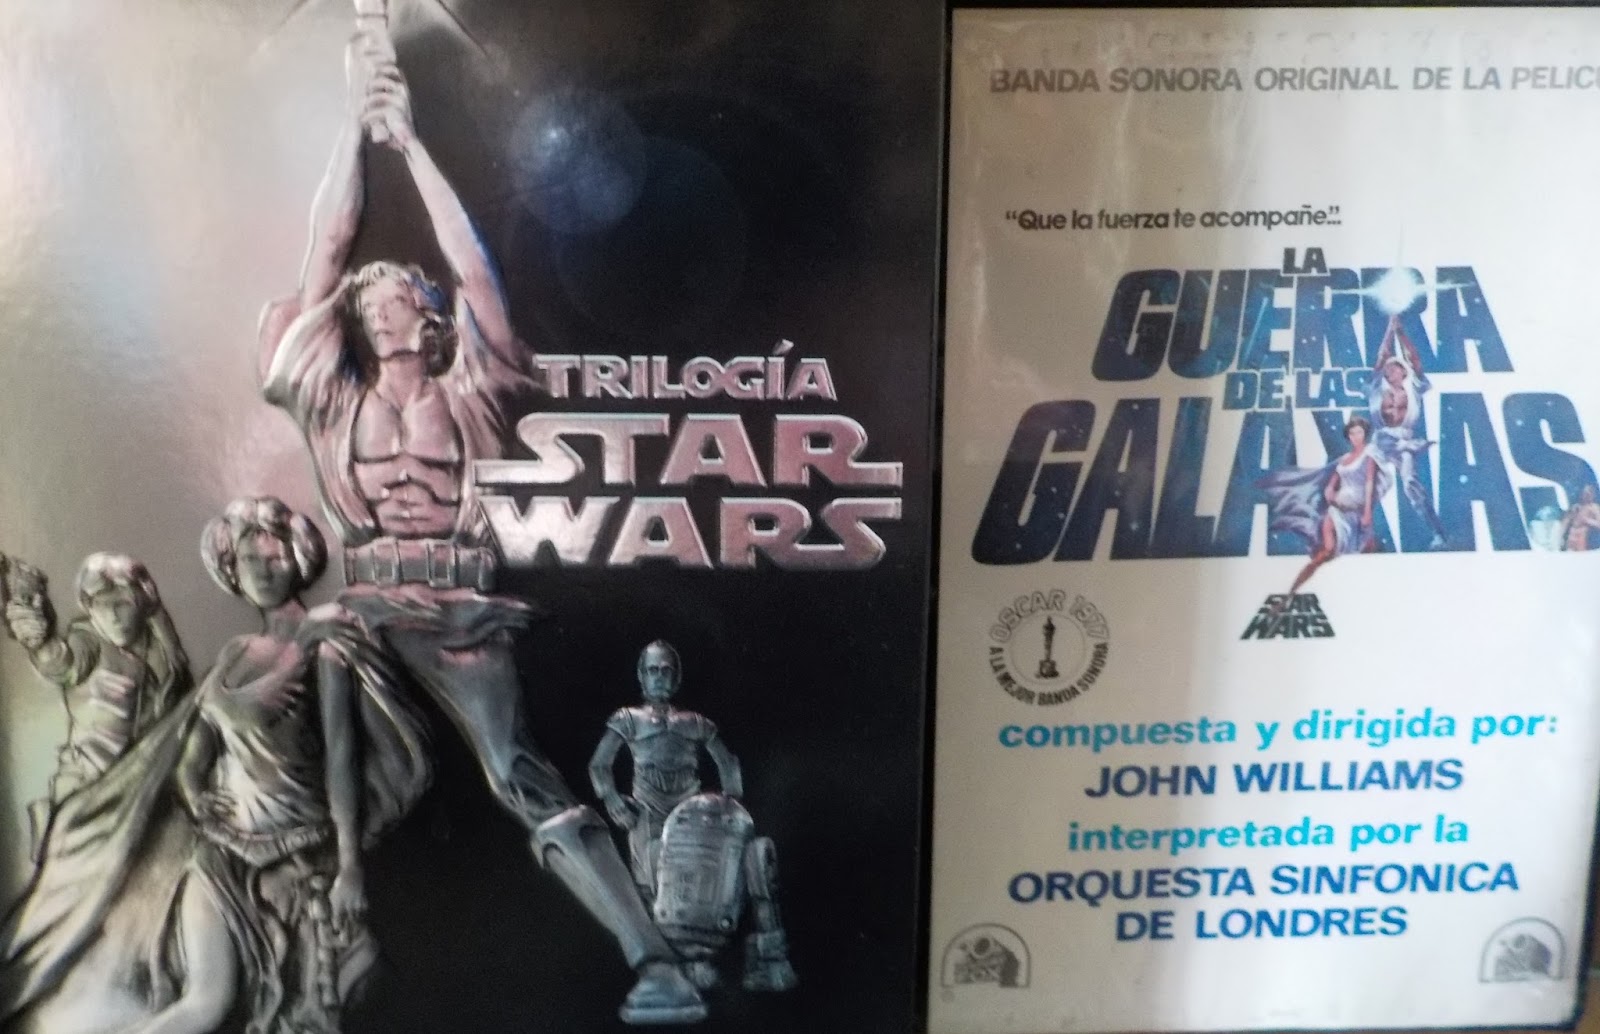 TRILOGÍA
STAR
WARS
BANDA SONORA ORIGINAL DE LA PELICU
“Que la fuerza te acompañe”...
LA
GUERRA
DE LAS
GALAXIAS
STAR
WARS
OSCAR 1977
A LA MEJOR BANDA SONORA
compuesta y dirigida por:
JOHN WILLIAMS
interpretada por la
ORQUESTA SINFONICA
DE LONDRES